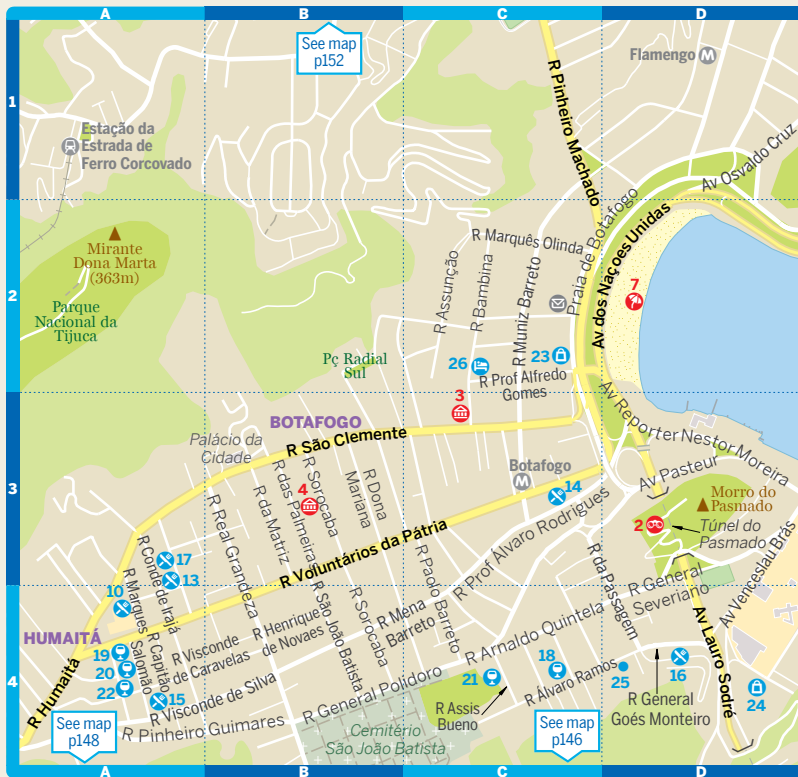 A
B
C
D
See map
p152
Flamengo
M
1
Estação da
Estrada de
Ferro Corcovado
R Pinheiro Machado
Av Osvaldo Cruz
Mirante
Dona Marta
(363m)
Parque
Nacional da
Tijuca
2
R Marquês Olinda
R Assunção
R Bambina
R Muniz Barreto
Praia de Botafogo
Av dos Naçoes Unidas
7
Pç Radial
Sul
26
23
R Prof Alfredo
Gomes
3
BOTAFOGO
Palácio da
Cidade
R São Clemente
Av Reporter Nestor Moreira
Av Pasteur
Botafogo
M
14
3
4
R Real Grandeza
R da Matriz
R das Palmeiras
R Sorocaba
R Dona
Mariana
R Voluntários da Pátria
R Prof Álvaro Rodrigues
Morro do
Pasmado
2
Túnel do
Pasmado
17
13
10
R Conde de Irajá
R Marques
Salomão
R Capitão
R Paolo Barreto
R da Passagem
R General
Severiano
Av Venceslau Brás
HUMAITÁ
19
20
22
15
R Humaitá
R Visconde
de Caravelas
R Henrique
de Novaes
R São João Batista
R Sorocaba
R Mena
Barreto
R Arnaldo Quintela
Av Lauro Sodré
4
R Visconde de Silva
R Pinheiro Guimares
R General Polidoro
21
18
R Álvaro Ramos
25
16
24
R Assis
Bueno
R General
Goés Monteiro
Cemitério
São João Batista
See map
p148
See map
p146
A
B
C
D